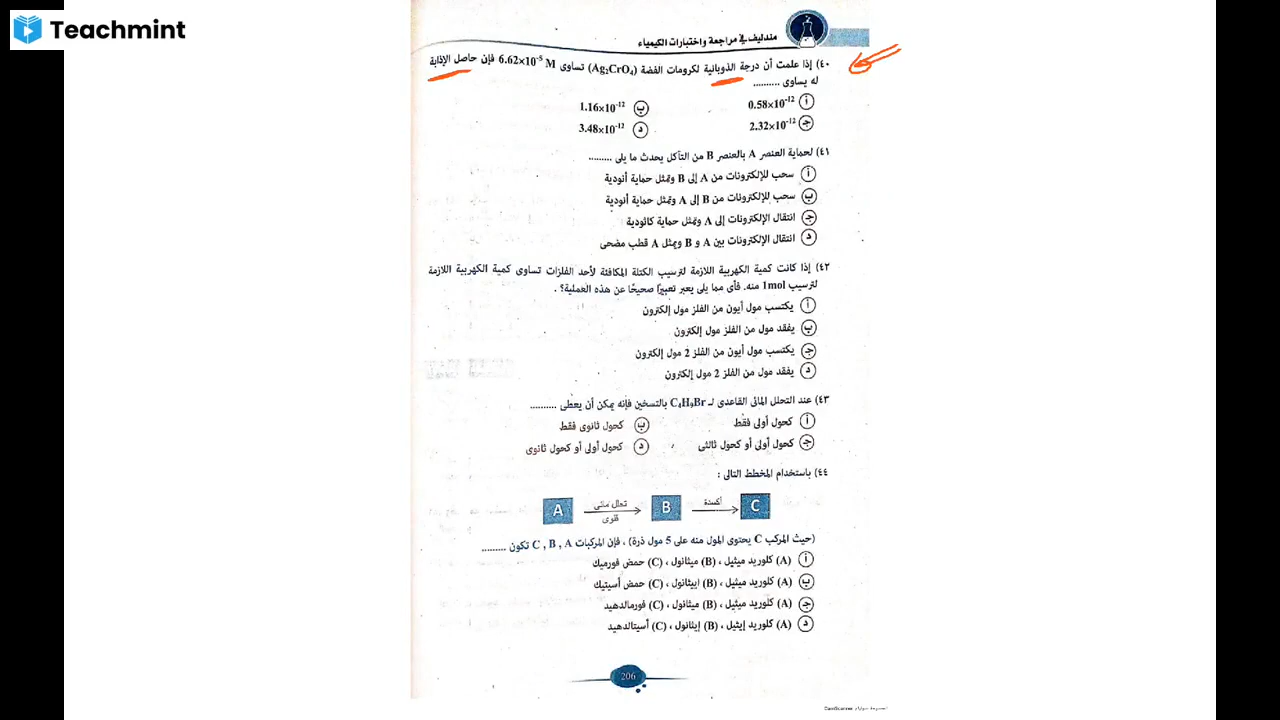 Teachmint
مندليف في مراجعة واختبارات الكيمياء
٤٠) إذا علمت أن درجة الذوبانية لكرومات الفضة (Ag₂CrO₄) تساوى 6.62×10⁻⁵ M فإن حاصل الإذابة
له يساوى ..........
أ 0.58×10⁻¹² ب 1.16×10⁻¹²
ج 2.32×10⁻¹² د 3.48×10⁻¹²
٤١) لحماية العنصر A بالعنصر B من التآكل يحدث ما يلى .........
أ سحب للإلكترونات من A إلى B وتمثل حماية أنودية
ب سحب للإلكترونات من B إلى A وتمثل حماية أنودية
ج انتقال الإلكترونات إلى A وتمثل حماية كاثودية
د انتقال الإلكترونات بين A و B ويمثل A قطب مضحى
٤٢) إذا كانت كمية الكهربية اللازمة لترسيب الكتلة المكافئة لأحد الفلزات تساوى كمية الكهربية اللازمة
لترسيب 1mol منه. فأى مما يلى يعبر تعبيرًا صحيحًا عن هذه العملية؟ .
أ يكتسب مول أيون من الفلز مول إلكترون
ب يفقد مول من الفلز مول إلكترون
ج يكتسب مول أيون من الفلز 2 مول إلكترون
د يفقد مول من الفلز 2 مول إلكترون
٤٣) عند التحلل المائى القاعدى لـ C₄H₉Br بالتسخين فإنه يمكن أن يعطى ..........
أ كحول أولى فقط ب كحول ثانوى فقط
ج كحول أولى أو كحول ثالثى د كحول أولى أو كحول ثانوى
٤٤) باستخدام المخطط التالى :
A تحلل مائى قلوى B أكسدة C
(حيث المركب C يحتوى المول منه على 5 مول ذرة) ، فإن المركبات C , B , A تكون .........
أ (A) كلوريد ميثيل ، (B) ميثانول ، (C) حمض فورميك
ب (A) كلوريد ميثيل ، (B) إيثانول ، (C) حمض أسيتيك
ج (A) كلوريد ميثيل ، (B) ميثانول ، (C) فورمالدهيد
د (A) كلوريد إيثيل ، (B) إيثانول ، (C) أسيتالدهيد
206
CamScanner